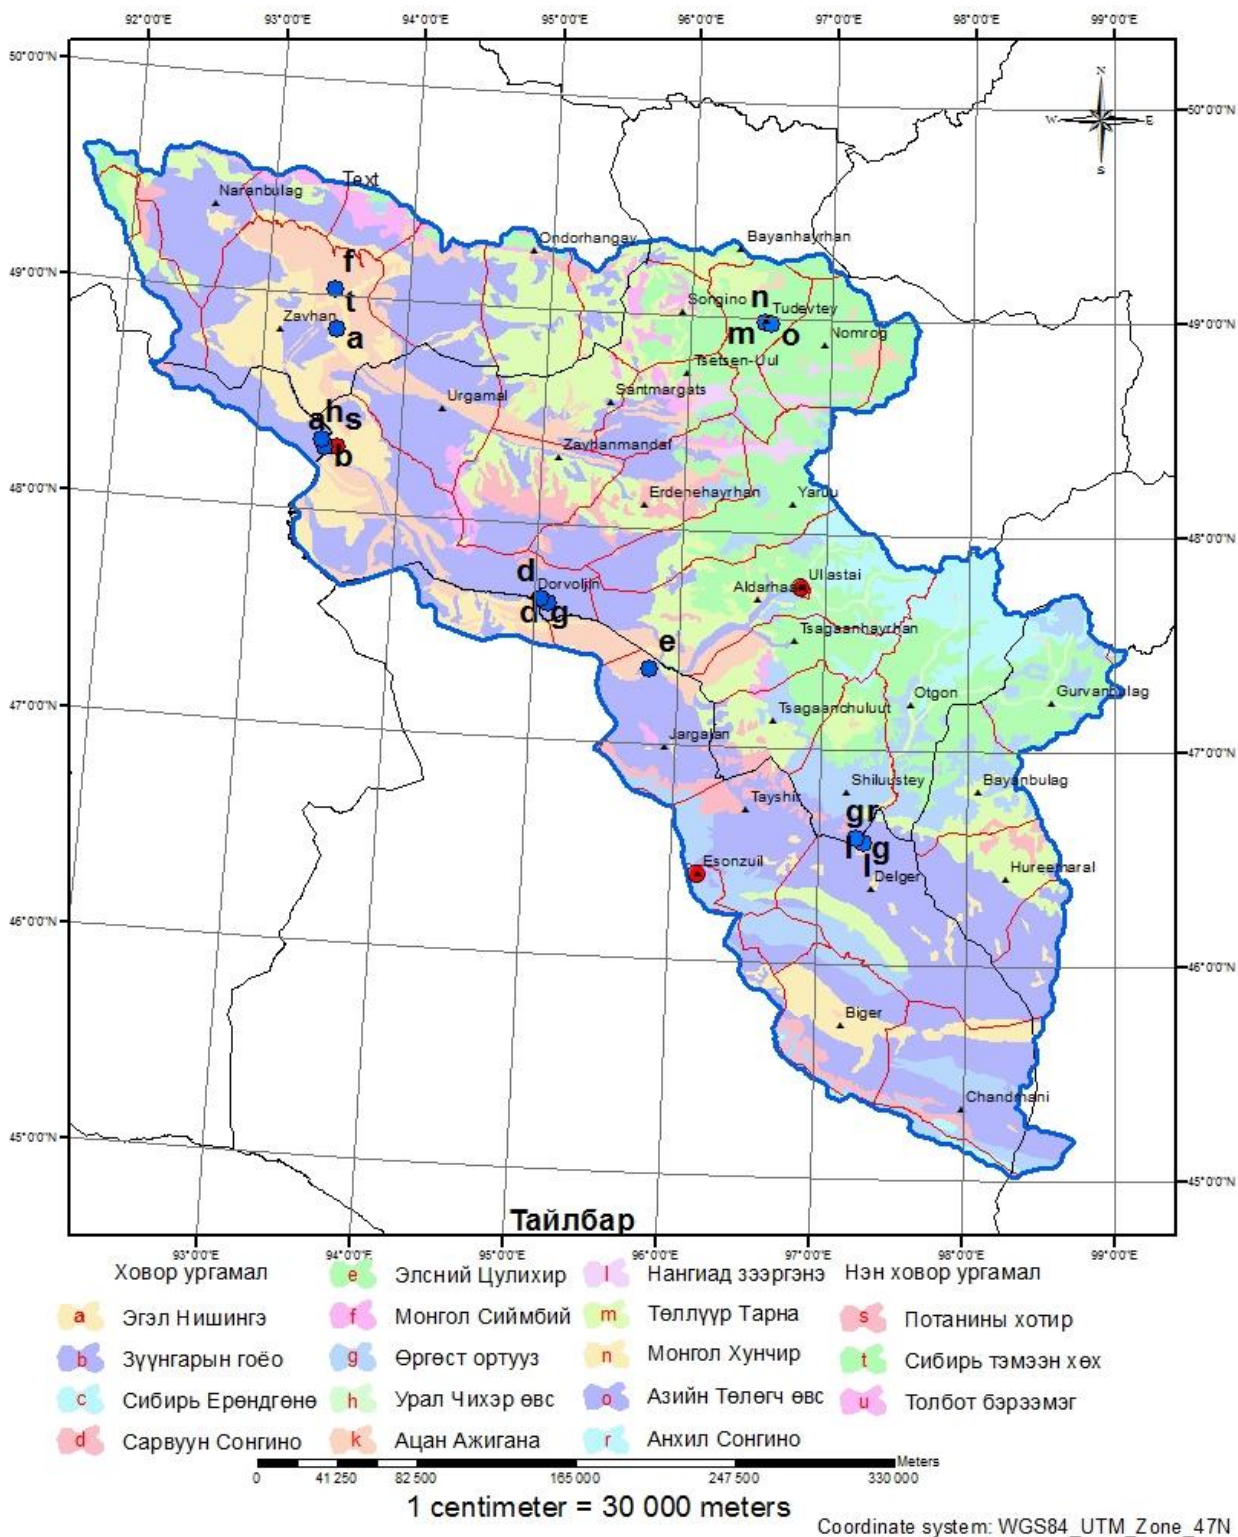 92°0'0"E 93°0'0"E 94°0'0"E 95°0'0"E 96°0'0"E 97°0'0"E 98°0'0"E 99°0'0"E
50°0'0"N
N
50°0'0"N
W E
S
Text
Naranbulag
Ondorhangay
Bayanhayrhan
f
49°0'0"N
t
n
Songino
Tudevtey
Zavhan
49°0'0"N
a
m
o
Nomrog
Tsetsen-Uul
Santmargats
Urgamal
a h s
b
Zavhanmandal
48°0'0"N
Erdenehayrhan
Yaruu
48°0'0"N
d
Dorvoljin
Aldarhaa
Uliastai
d g
e
Tsagaanhayrhan
47°0'0"N
Otgon
Gurvanbulag
Tsagaanchuluut
Jargalan
47°0'0"N
Shiluustey
Bayanbulag
Tayshir
g r
l g
Esonzuil
l
Delger
Hureemaral
46°0'0"N
46°0'0"N
Biger
Chandmani
45°0'0"N
45°0'0"N
Тайлбар
93°0'0"E 94°0'0"E 95°0'0"E 96°0'0"E 97°0'0"E 98°0'0"E 99°0'0"E
Ховор ургамал
a Эгэл Нишингэ
b Зүүнгарын гоёо
c Сибирь Ерөндгөнө
d Сарвуун Сонгино
e Элсний Цулихир
f Монгол Сиймбий
g Өргөст ортууз
h Урал Чихэр өвс
k Ацан Ажигана
l Нангиад зээргэнэ
m Төллүүр Тарна
n Монгол Хунчир
o Азийн Төлөгч өвс
r Анхил Сонгино
Нэн ховор ургамал
s Потанины хотир
t Сибирь тэмээн хөх
u Толбот бэрээмэг
Meters
0 41 250 82 500 165 000 247 500 330 000
1 centimeter = 30 000 meters
Coordinate system: WGS84_UTM_Zone_47N